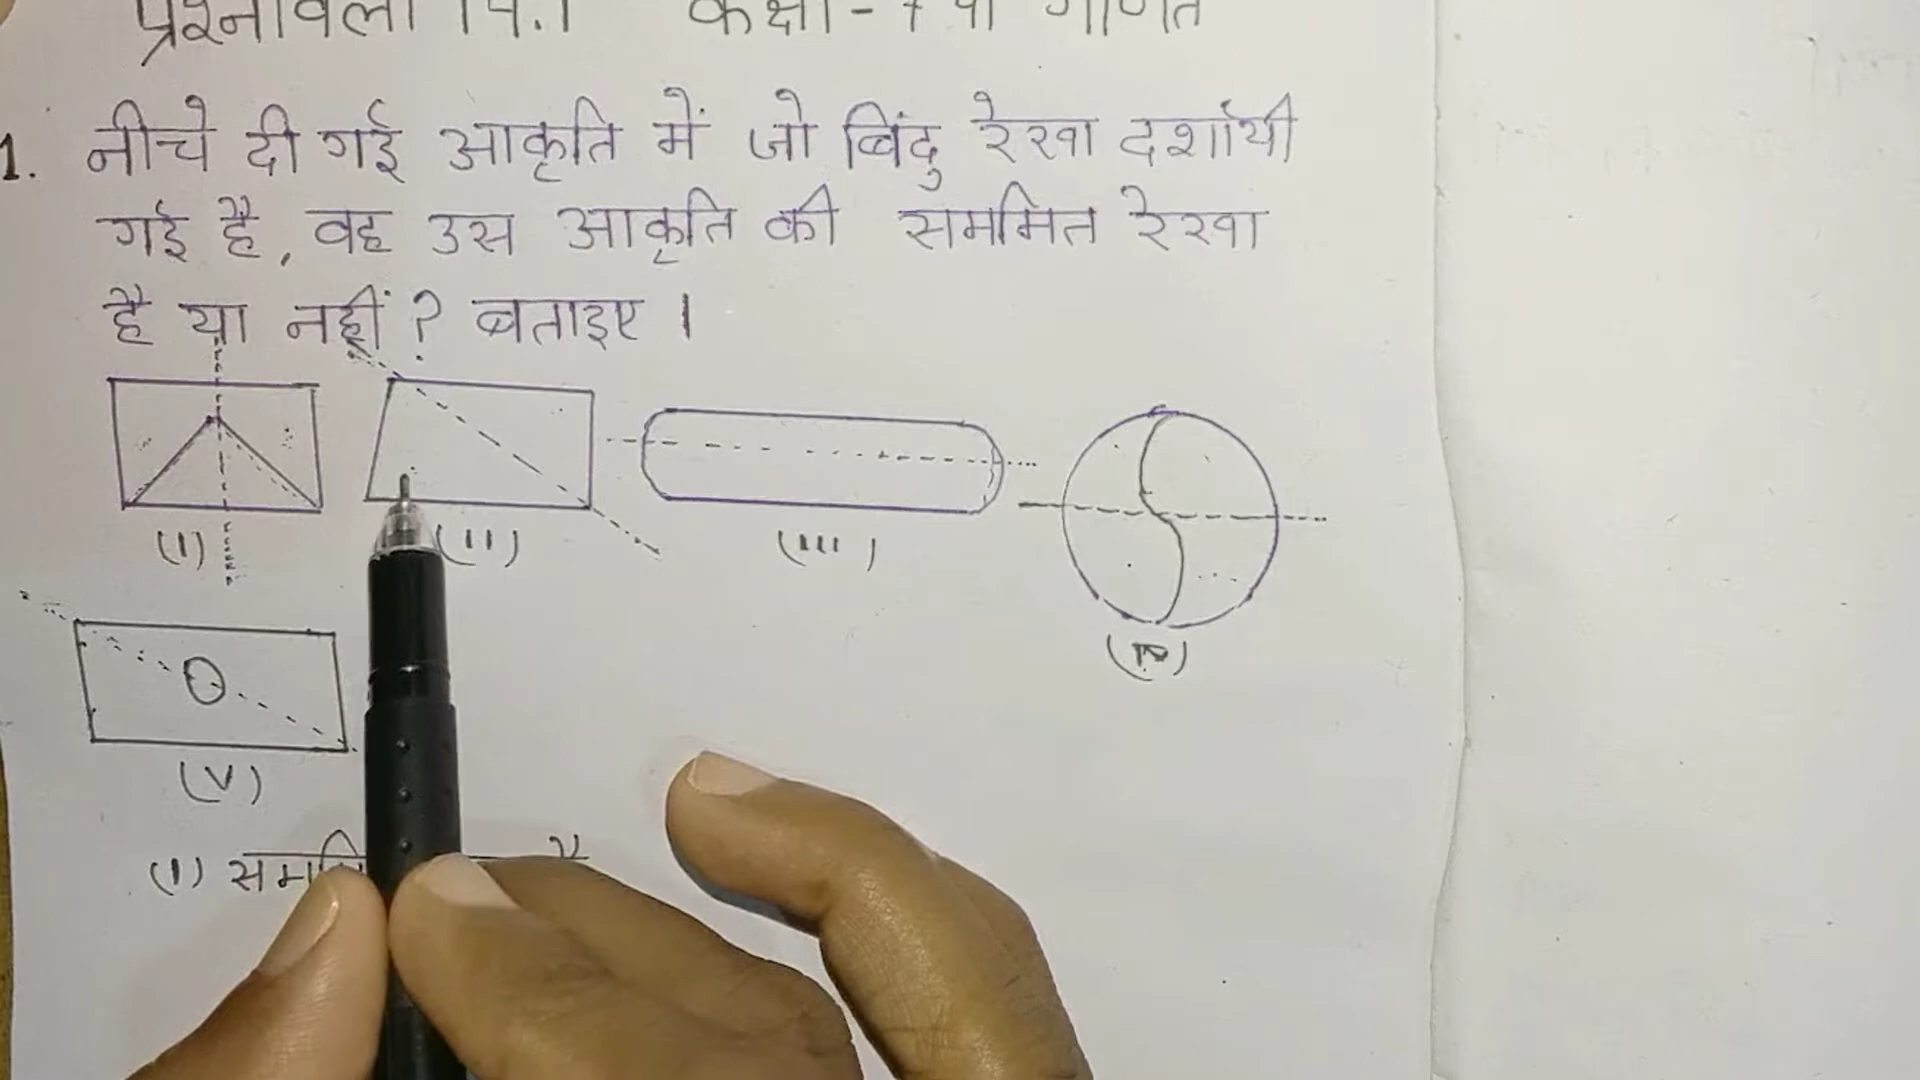 प्रश्नावली 14.1 कक्षा - 7 वी गणित
1. नीचे दी गई आकृति में जो बिंदु रेखा दर्शायी
गई है, वह उस आकृति की सममित रेखा
है या नहीं ? बताइए ।
(I) (II) (III) (IV)
(V)
(I)